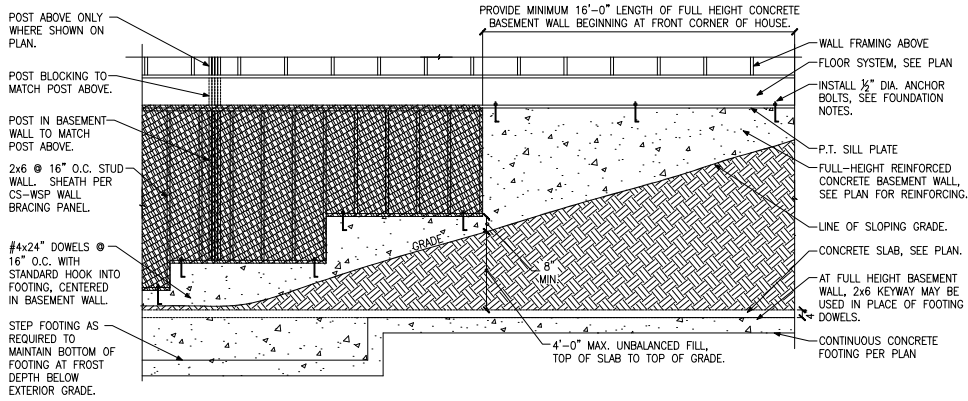 POST ABOVE ONLY
WHERE SHOWN ON
PLAN.
POST BLOCKING TO
MATCH POST ABOVE.
POST IN BASEMENT
WALL TO MATCH
POST ABOVE.
2x6 @ 16" O.C. STUD
WALL. SHEATH PER
CS-WSP WALL
BRACING PANEL.
#4x24" DOWELS @
16" O.C. WITH
STANDARD HOOK INTO
FOOTING, CENTERED
IN BASEMENT WALL.
STEP FOOTING AS
REQUIRED TO
MAINTAIN BOTTOM OF
FOOTING AT FROST
DEPTH BELOW
EXTERIOR GRADE.
PROVIDE MINIMUM 16'-0" LENGTH OF FULL HEIGHT CONCRETE
BASEMENT WALL BEGINNING AT FRONT CORNER OF HOUSE.
GRADE
8"
MIN.
4'-0" MAX. UNBALANCED FILL,
TOP OF SLAB TO TOP OF GRADE.
WALL FRAMING ABOVE
FLOOR SYSTEM, SEE PLAN
INSTALL ½" DIA. ANCHOR
BOLTS, SEE FOUNDATION
NOTES.
P.T. SILL PLATE
FULL-HEIGHT REINFORCED
CONCRETE BASEMENT WALL,
SEE PLAN FOR REINFORCING.
LINE OF SLOPING GRADE.
CONCRETE SLAB, SEE PLAN.
AT FULL HEIGHT BASEMENT
WALL, 2x6 KEYWAY MAY BE
USED IN PLACE OF FOOTING
DOWELS.
CONTINUOUS CONCRETE
FOOTING PER PLAN